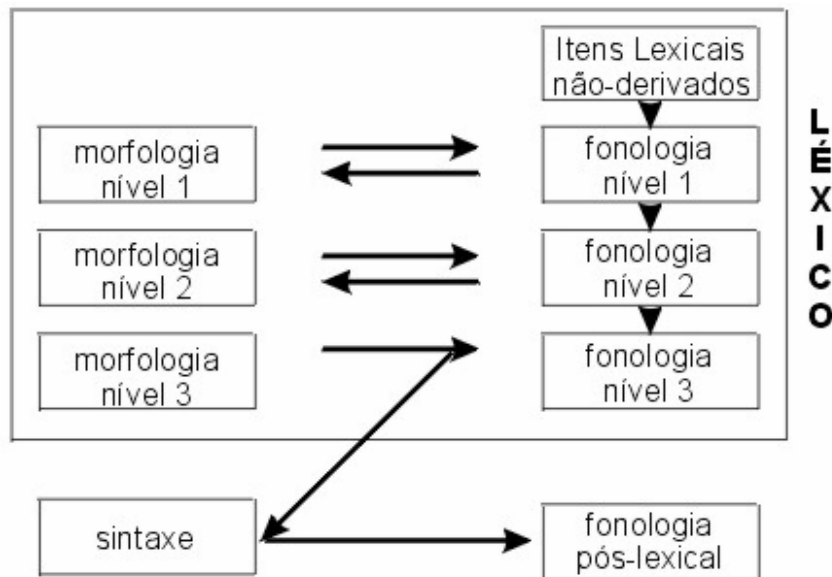 Itens Lexicais
não-derivados
morfologia
nível 1
fonologia
nível 1
morfologia
nível 2
fonologia
nível 2
morfologia
nível 3
fonologia
nível 3
LÉXICO
sintaxe
fonologia
pós-lexical